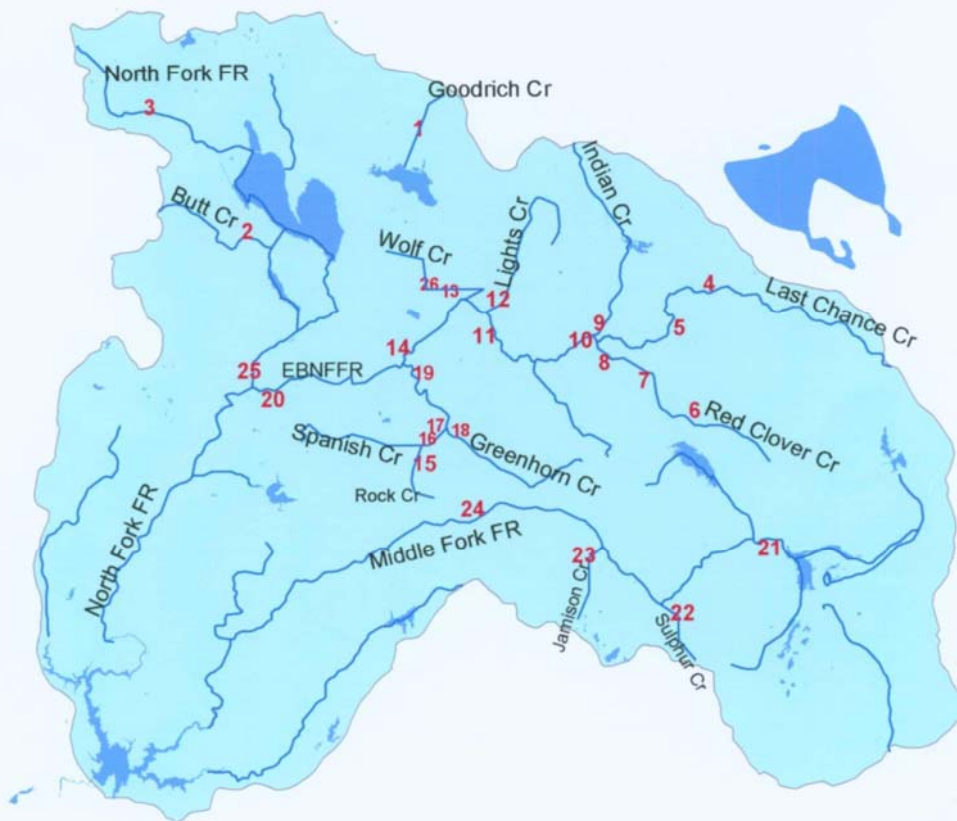 North Fork FR
3
Goodrich Cr
1
Indian Cr
Butt Cr
2
Wolf Cr
Lights Cr
26
13
12
4
Last Chance Cr
5
9
10
11
8
14
19
7
25
EBNFFR
20
6
Red Clover Cr
Spanish Cr
17
16
18
Greenhorn Cr
15
Rock Cr
24
Middle Fork FR
North Fork FR
23
21
Jamison Cr
22
Sulphur Cr